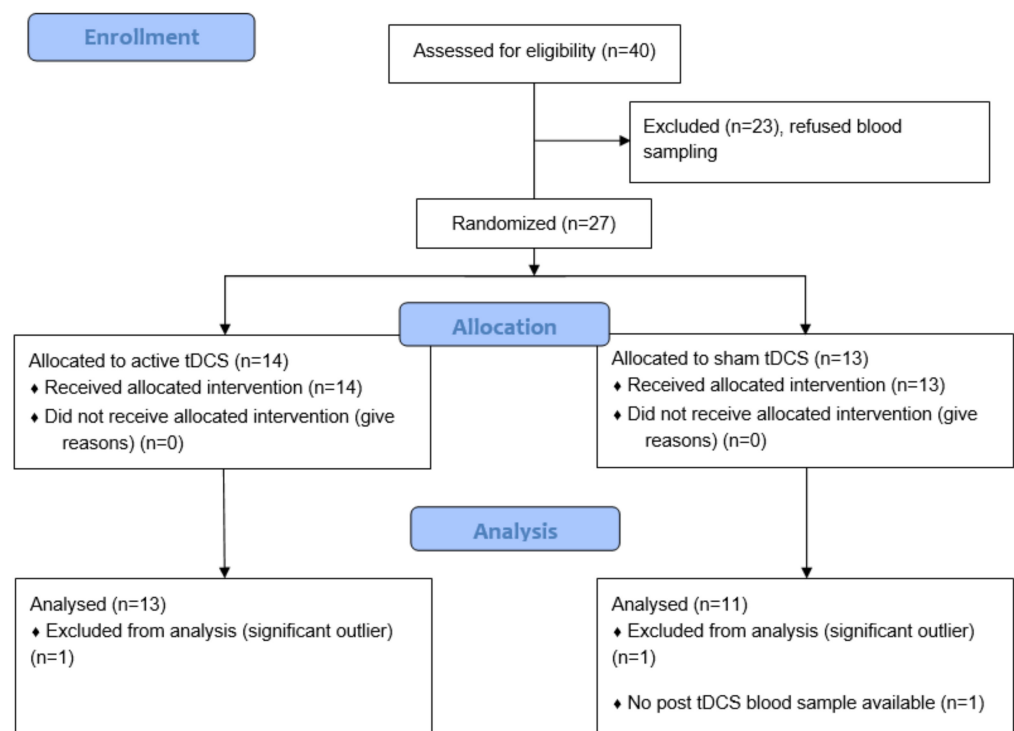 Enrollment
Assessed for eligibility (n=40)
Excluded (n=23), refused blood
sampling
Randomized (n=27)
Allocation
Allocated to active tDCS (n=14)
♦ Received allocated intervention (n=14)
♦ Did not receive allocated intervention (give
reasons) (n=0)
Allocated to sham tDCS (n=13)
♦ Received allocated intervention (n=13)
♦ Did not receive allocated intervention (give
reasons) (n=0)
Analysis
Analysed (n=13)
♦ Excluded from analysis (significant outlier)
(n=1)
Analysed (n=11)
♦ Excluded from analysis (significant outlier)
(n=1)
♦ No post tDCS blood sample available (n=1)